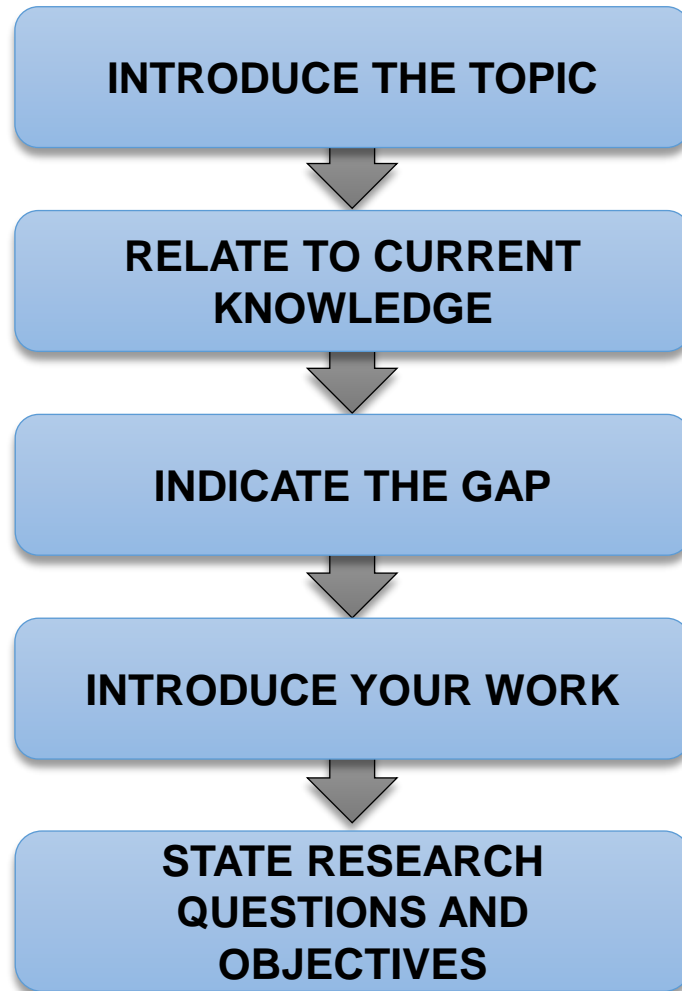 INTRODUCE THE TOPIC
RELATE TO CURRENT
KNOWLEDGE
INDICATE THE GAP
INTRODUCE YOUR WORK
STATE RESEARCH
QUESTIONS AND
OBJECTIVES